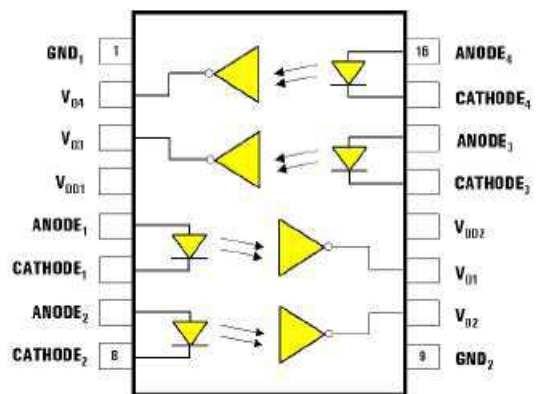 GND1 1
VO4
VO3
VDD1
ANODE1
CATHODE1
ANODE2
CATHODE2 8
16 ANODE4
CATHODE4
ANODE3
CATHODE3
VDD2
VO1
VO2
9 GND2